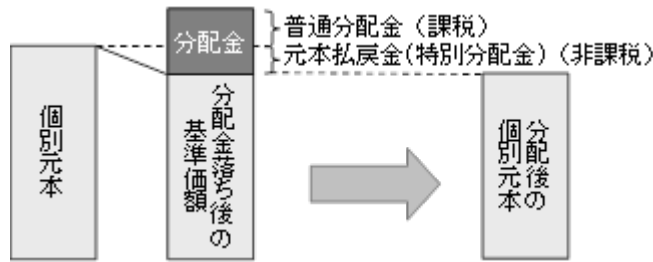 普通分配金（課税）
分配金
元本払戻金(特別分配金)（非課税）
個別元本
分配金落ち後の
基準価額
分配後の
個別元本